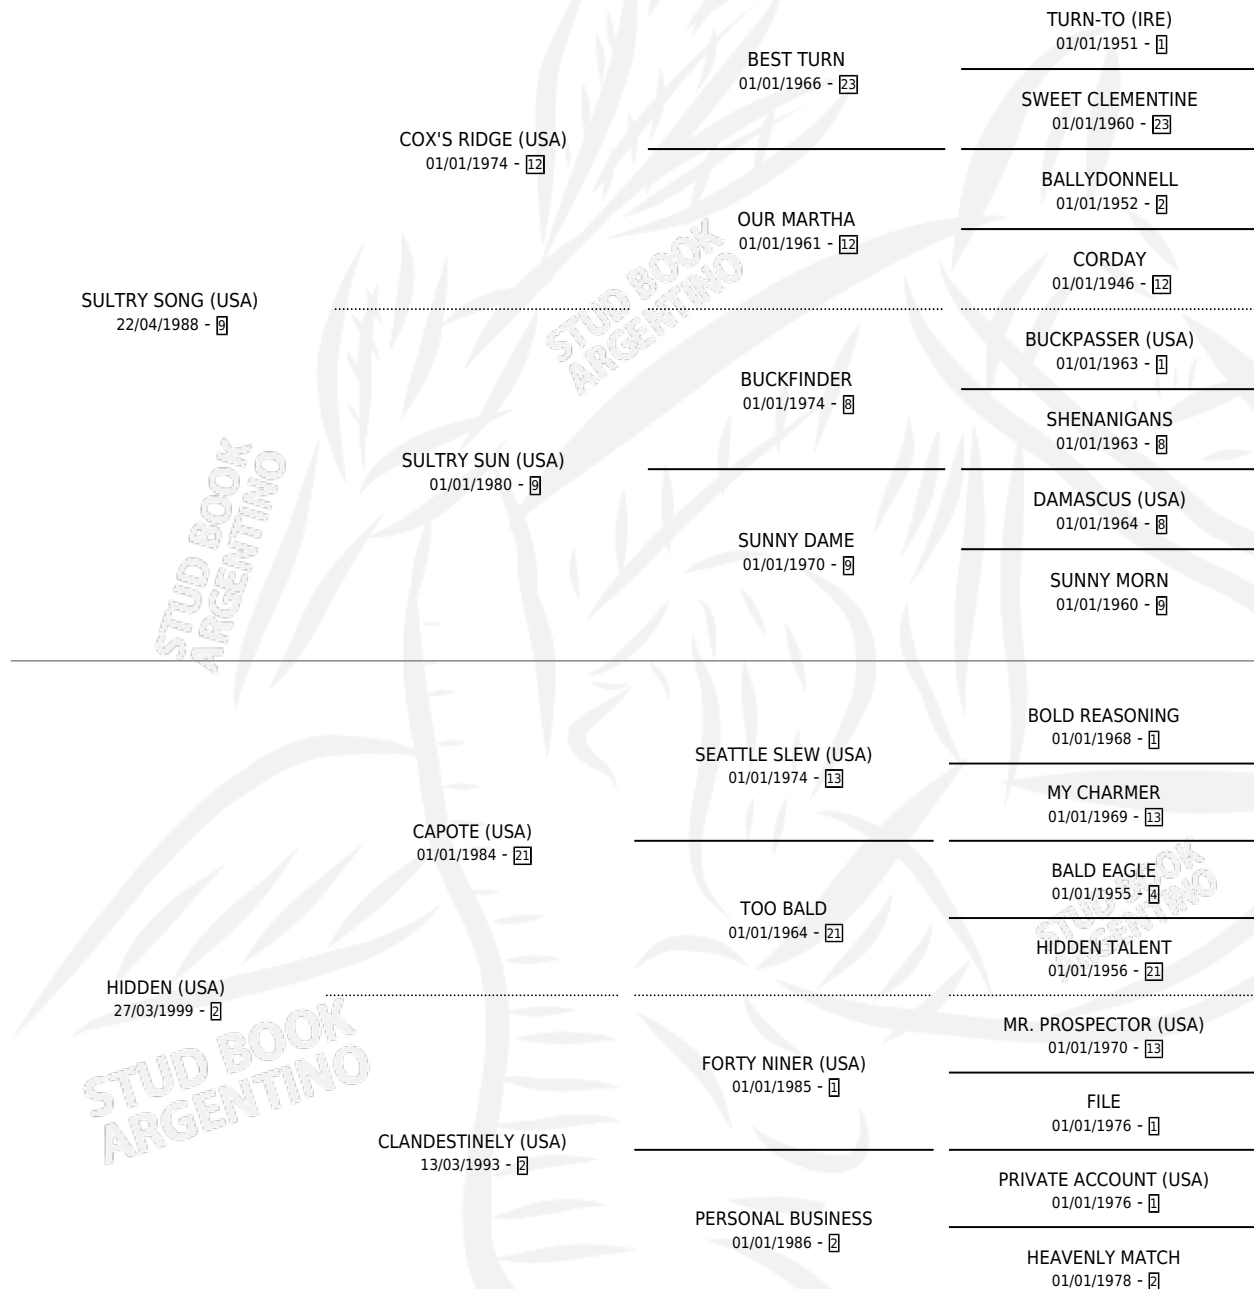 SULTRY SONG (USA)
22/04/1988 - 9
COX'S RIDGE (USA)
01/01/1974 - 12
BEST TURN
01/01/1966 - 23
TURN-TO (IRE)
01/01/1951 - 1
SWEET CLEMENTINE
01/01/1960 - 23
OUR MARTHA
01/01/1961 - 12
BALLYDONNELL
01/01/1952 - 2
CORDAY
01/01/1946 - 12
SULTRY SUN (USA)
01/01/1980 - 9
BUCKFINDER
01/01/1974 - 8
BUCKPASSER (USA)
01/01/1963 - 1
SHENANIGANS
01/01/1963 - 8
SUNNY DAME
01/01/1970 - 9
DAMASCUS (USA)
01/01/1964 - 8
SUNNY MORN
01/01/1960 - 9
HIDDEN (USA)
27/03/1999 - 2
CAPOTE (USA)
01/01/1984 - 21
SEATTLE SLEW (USA)
01/01/1974 - 13
BOLD REASONING
01/01/1968 - 1
MY CHARMER
01/01/1969 - 13
TOO BALD
01/01/1964 - 21
BALD EAGLE
01/01/1955 - 4
HIDDEN TALENT
01/01/1956 - 21
CLANDESTINELY (USA)
13/03/1993 - 2
FORTY NINER (USA)
01/01/1985 - 1
MR. PROSPECTOR (USA)
01/01/1970 - 13
FILE
01/01/1976 - 1
PERSONAL BUSINESS
01/01/1986 - 2
PRIVATE ACCOUNT (USA)
01/01/1976 - 1
HEAVENLY MATCH
01/01/1978 - 2
STUD BOOK
ARGENTINO
STUD BOOK
ARGENTINO
STUD BOOK
ARGENTINO
STUD BOOK
ARGENTINO